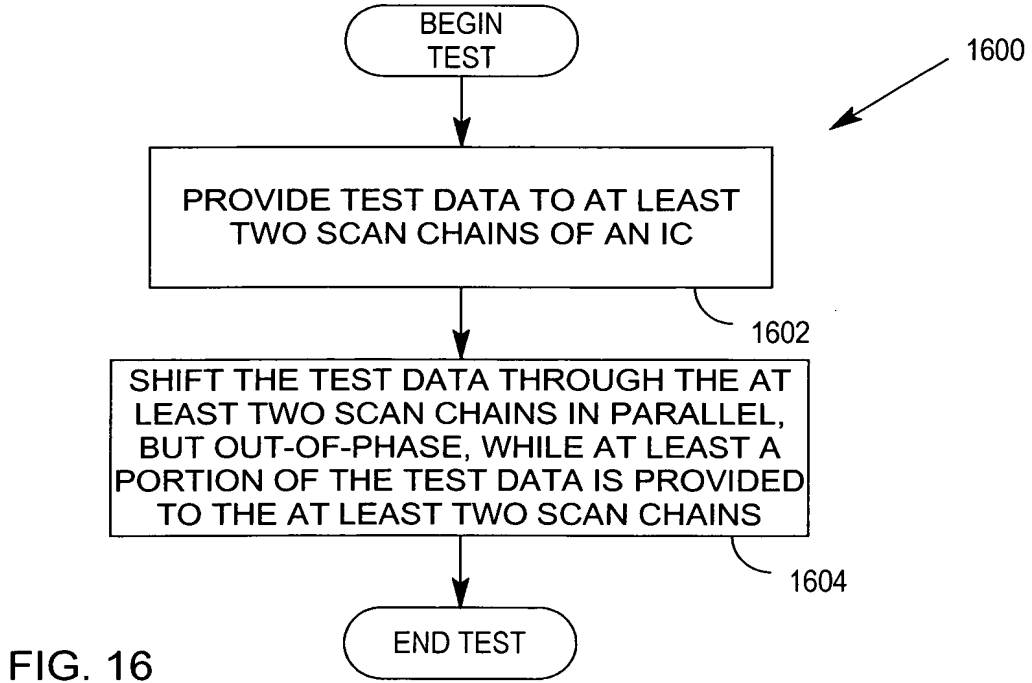 BEGIN
TEST
1600
PROVIDE TEST DATA TO AT LEAST
TWO SCAN CHAINS OF AN IC
1602
SHIFT THE TEST DATA THROUGH THE AT
LEAST TWO SCAN CHAINS IN PARALLEL,
BUT OUT-OF-PHASE, WHILE AT LEAST A
PORTION OF THE TEST DATA IS PROVIDED
TO THE AT LEAST TWO SCAN CHAINS
1604
END TEST
FIG. 16